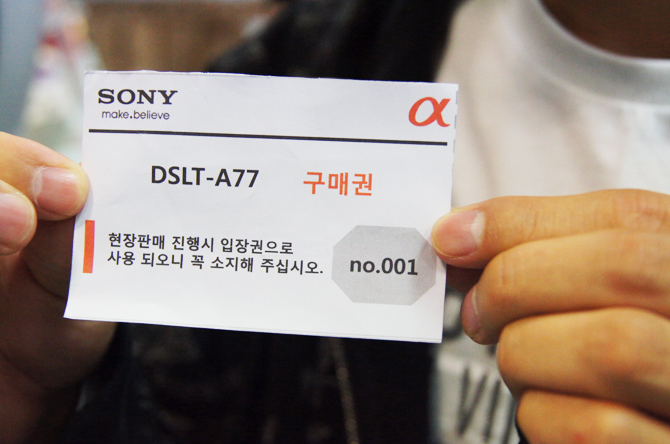 SONY
α
make.believe
DSLT-A77 구매권
현장판매 진행시 입장권으로
사용 되오니 꼭 소지해 주십시오.
no.001